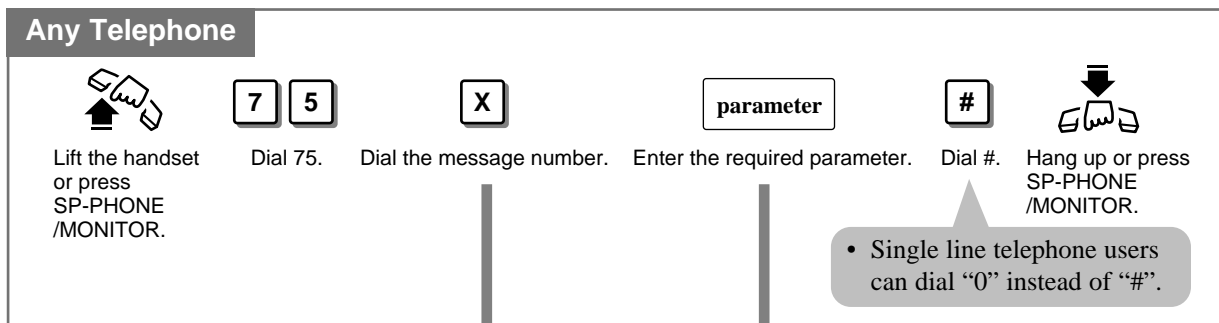 Any Telephone
7 5 X parameter #
Lift the handset
or press
SP-PHONE
/MONITOR.
Dial 75.
Dial the message number.
Enter the required parameter.
Dial #.
Hang up or press
SP-PHONE
/MONITOR.
• Single line telephone users
can dial “0” instead of “#”.